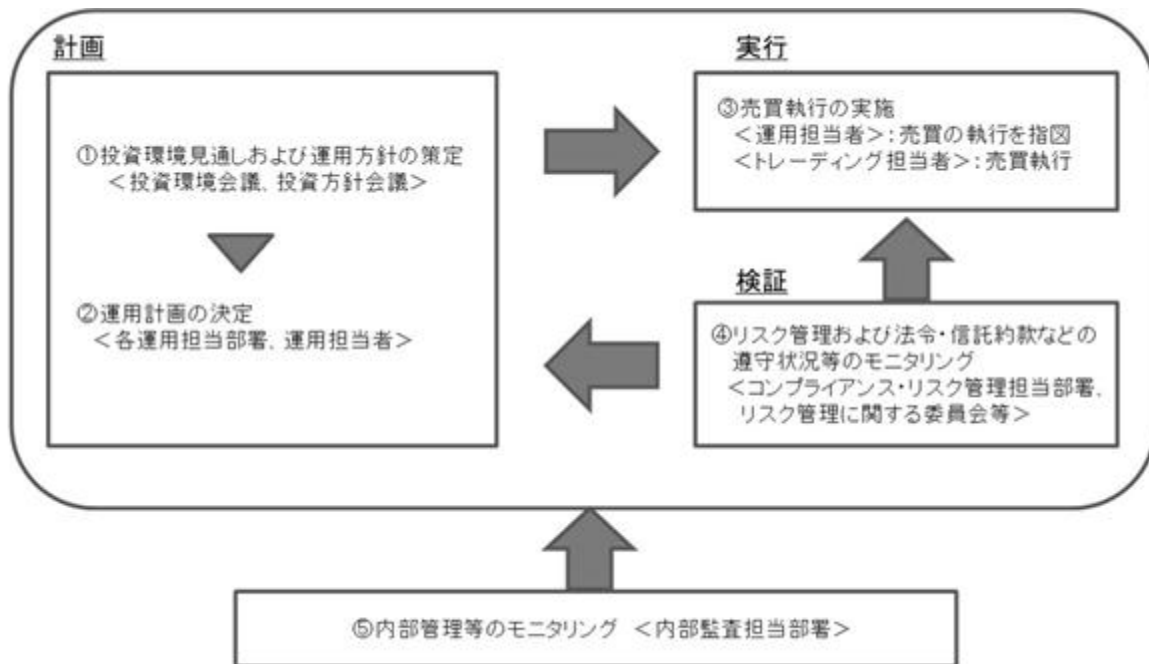 計画
①投資環境見通しおよび運用方針の策定
＜投資環境会議、投資方針会議＞
②運用計画の決定
＜各運用担当部署、運用担当者＞
実行
③売買執行の実施
＜運用担当者＞：売買の執行を指図
＜トレーディング担当者＞：売買執行
検証
④リスク管理および法令・信託約款などの
遵守状況等のモニタリング
＜コンプライアンス・リスク管理担当部署、
リスク管理に関する委員会等＞
⑤内部管理等のモニタリング ＜内部監査担当部署＞